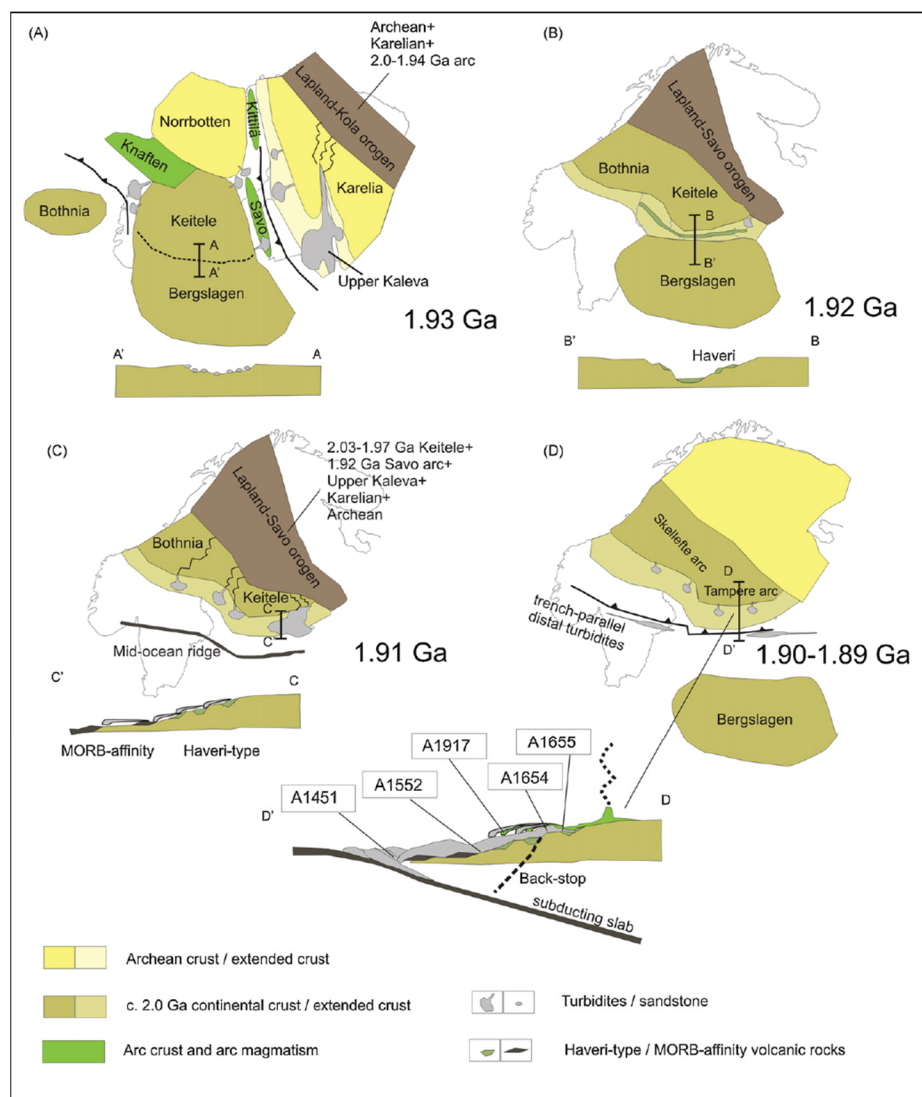 (A)
Archean+
Karelian+
2.0-1.94 Ga arc
Lapland-Kola orogen
Kittilä
Norrbotten
Knaften
Karelia
Bothnia
Keitele
Savo
A
A'
Upper Kaleva
Bergslagen
1.93 Ga
A'
A
(B)
Lapland-Savo orogen
Bothnia
Keitele
B
B'
Bergslagen
1.92 Ga
B'
Haveri
B
(C)
2.03-1.97 Ga Keitele+
1.92 Ga Savo arc+
Upper Kaleva+
Karelian+
Archean
Lapland-Savo orogen
Bothnia
Keitele
C
C'
Mid-ocean ridge
1.91 Ga
C'
C
MORB-affinity
Haveri-type
(D)
Skellefte arc
D
Tampere arc
trench-parallel
distal turbidites
D'
1.90-1.89 Ga
Bergslagen
A1917
A1655
A1451
A1552
A1654
D'
D
Back-stop
subducting slab
Archean crust / extended crust
c. 2.0 Ga continental crust / extended crust
Turbidites / sandstone
Arc crust and arc magmatism
Haveri-type / MORB-affinity volcanic rocks